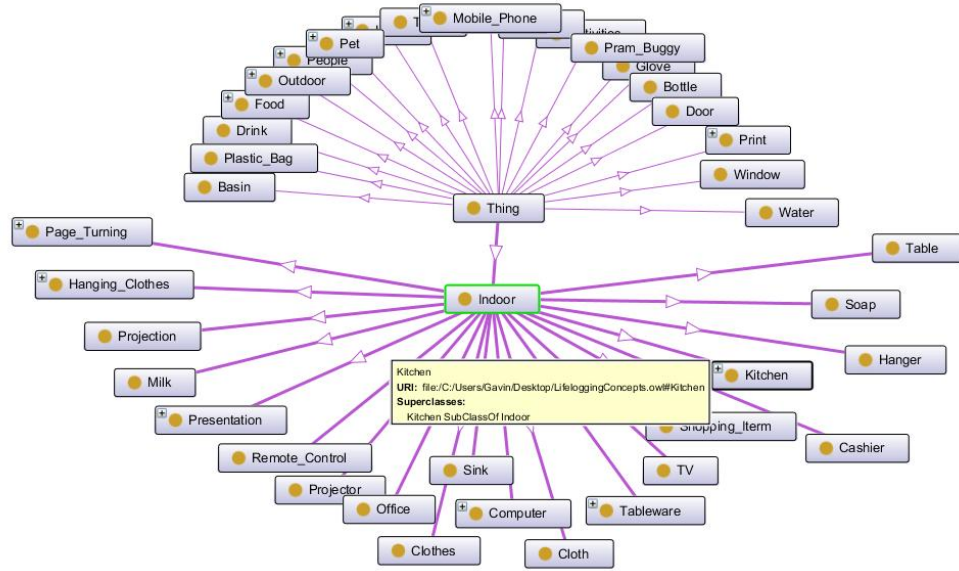 Mobile_Phone
Pet
People
Outdoor
Food
Drink
Plastic_Bag
Basin
Pram_Buggy
Glove
Bottle
Door
Print
Window
Water
Thing
Page_Turning
Hanging_Clothes
Projection
Milk
Presentation
Remote_Control
Projector
Office
Clothes
Indoor
Table
Soap
Hanger
Kitchen
Cashier
Kitchen
URI: file:/C:/Users/Gavin/Desktop/LifeloggingConcepts.owl#Kitchen
Superclasses:
Kitchen SubClassOf Indoor
Shopping_Iterm
TV
Sink
Computer
Tableware
Cloth